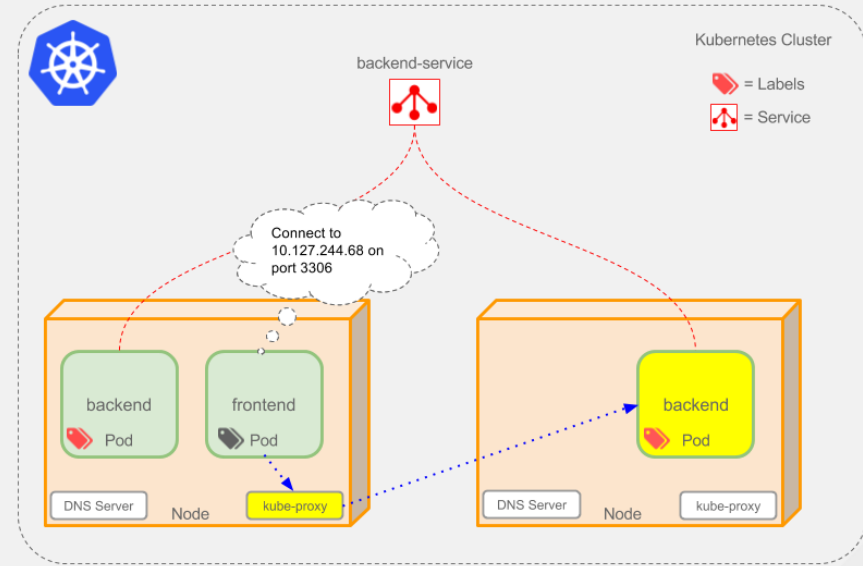 Kubernetes Cluster
backend-service
= Labels
= Service
Connect to
10.127.244.68 on
port 3306
backend
Pod
frontend
Pod
backend
Pod
DNS Server
Node
kube-proxy
DNS Server
Node
kube-proxy